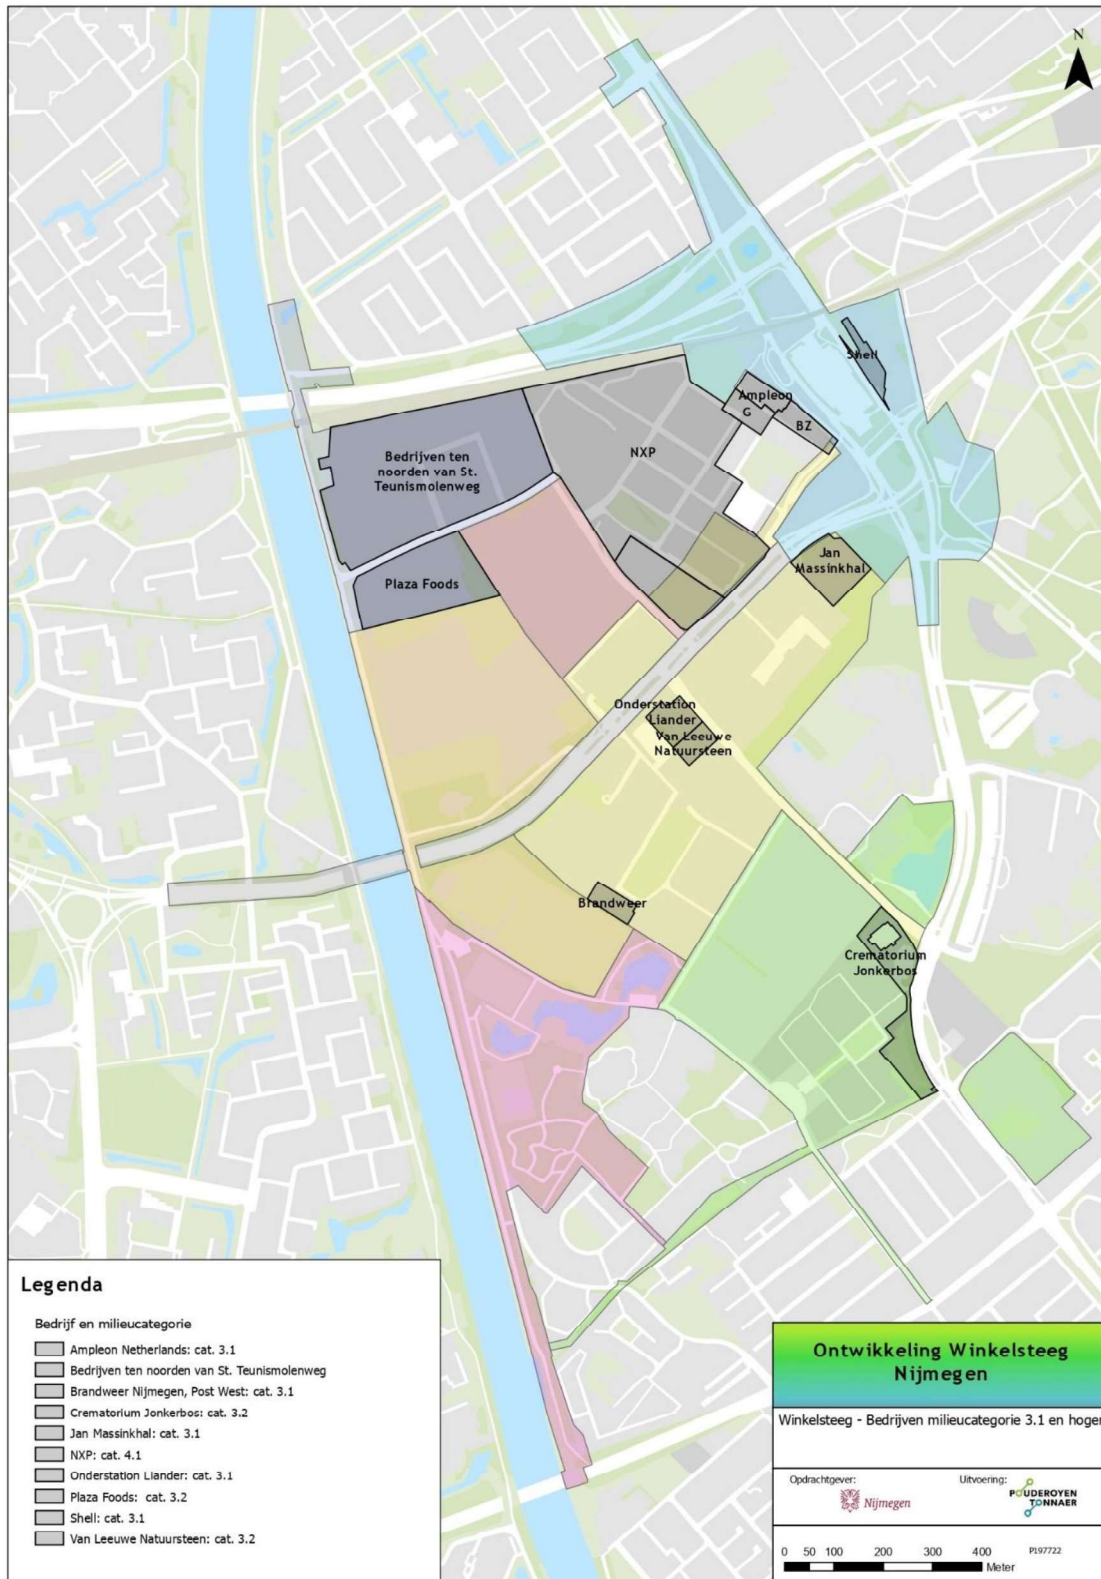 N
Shell
Ampleon
G
BZ
NXP
Bedrijven ten
noorden van St.
Teunismolenweg
Plaza Foods
Jan
Massinkhal
Onderstation
Liander
Van Leeuwe
Natuursteen
Brandweer
Crematorium
Jonkerbos
Legenda
Bedrijf en milieucategorie
Ampleon Netherlands: cat. 3.1
Bedrijven ten noorden van St. Teunismolenweg
Brandweer Nijmegen, Post West: cat. 3.1
Crematorium Jonkerbos: cat. 3.2
Jan Massinkhal: cat. 3.1
NXP: cat. 4.1
Onderstation Liander: cat. 3.1
Plaza Foods: cat. 3.2
Shell: cat. 3.1
Van Leeuwe Natuursteen: cat. 3.2
Ontwikkeling Winkelsteeg
Nijmegen
Winkelsteeg - Bedrijven milieucategorie 3.1 en hoger
Opdrachtgever:
Nijmegen
Uitvoering:
POUDEROYEN
TONNAER
0 50 100 200 300 400
Meter
P197722